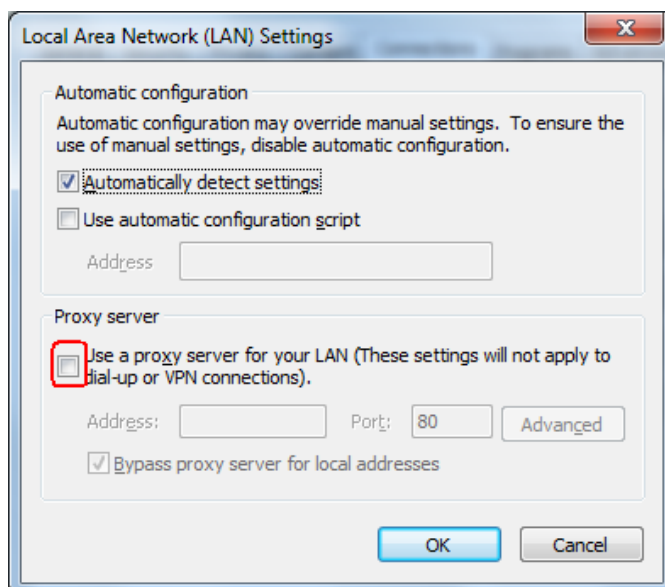 Local Area Network (LAN) Settings
Automatic configuration
Automatic configuration may override manual settings. To ensure the
use of manual settings, disable automatic configuration.
Automatically detect settings
Use automatic configuration script
Address
Proxy server
Use a proxy server for your LAN (These settings will not apply to
dial-up or VPN connections).
Address:
Port: 80
Advanced
Bypass proxy server for local addresses
OK
Cancel